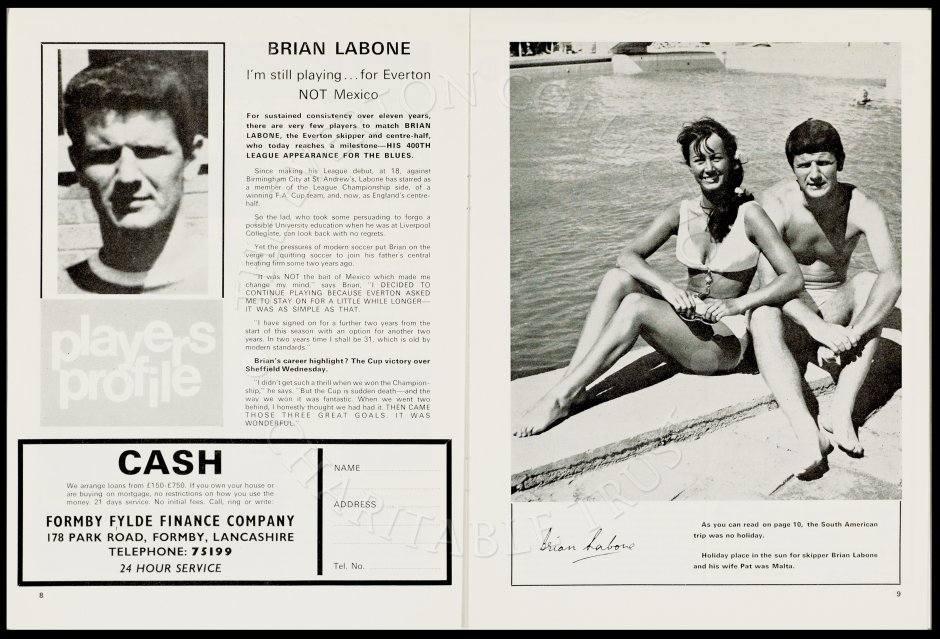 BRIAN LABONE
I'm still playing...for Everton
NOT Mexico
For sustained consistency over eleven years,
there are very few players to match BRIAN
LABONE, the Everton skipper and centre-half,
who today reaches a milestone—HIS 400TH
LEAGUE APPEARANCE FOR THE BLUES.
Since making his League debut, at 18, against
Birmingham City at St. Andrew's, Labone has starred as
a member of the League Championship side, of a
winning F.A. Cup team, and, now, as England's centre-
half.
So the lad, who took some persuading to forgo a
possible University education when he was at Liverpool
Collegiate, can look back with no regrets.
Yet the pressures of modern soccer put Brian on the
verge of quitting soccer to join his father's central
heating firm some two years ago.
"It was NOT the bait of Mexico which made me
change my mind," says Brian, "I DECIDED TO
CONTINUE PLAYING BECAUSE EVERTON ASKED
ME TO STAY ON FOR A LITTLE WHILE LONGER—
IT WAS AS SIMPLE AS THAT.
"I have signed on for a further two years from the
start of this season with an option for another two
years. In two years time I shall be 31, which is old by
modern standards."
Brian's career highlight? The Cup victory over
Sheffield Wednesday.
"I didn't get such a thrill when we won the Champion-
ship," he says. "But the Cup is sudden death—and the
way we won it was fantastic. When we went two
behind, I honestly thought we had had it. THEN CAME
THOSE THREE GREAT GOALS. IT WAS
WONDERFUL."
players
profile
CASH
We arrange loans from £150-£750. If you own your house or
are buying on mortgage, no restrictions on how you use the
money. 21 days service. No initial fees. Call, ring or write:
FORMBY FYLDE FINANCE COMPANY
178 PARK ROAD, FORMBY, LANCASHIRE
TELEPHONE: 75199
24 HOUR SERVICE
NAME
ADDRESS
Tel. No.
8
Brian Labone
As you can read on page 10, the South American
trip was no holiday.
Holiday place in the sun for skipper Brian Labone
and his wife Pat was Malta.
9